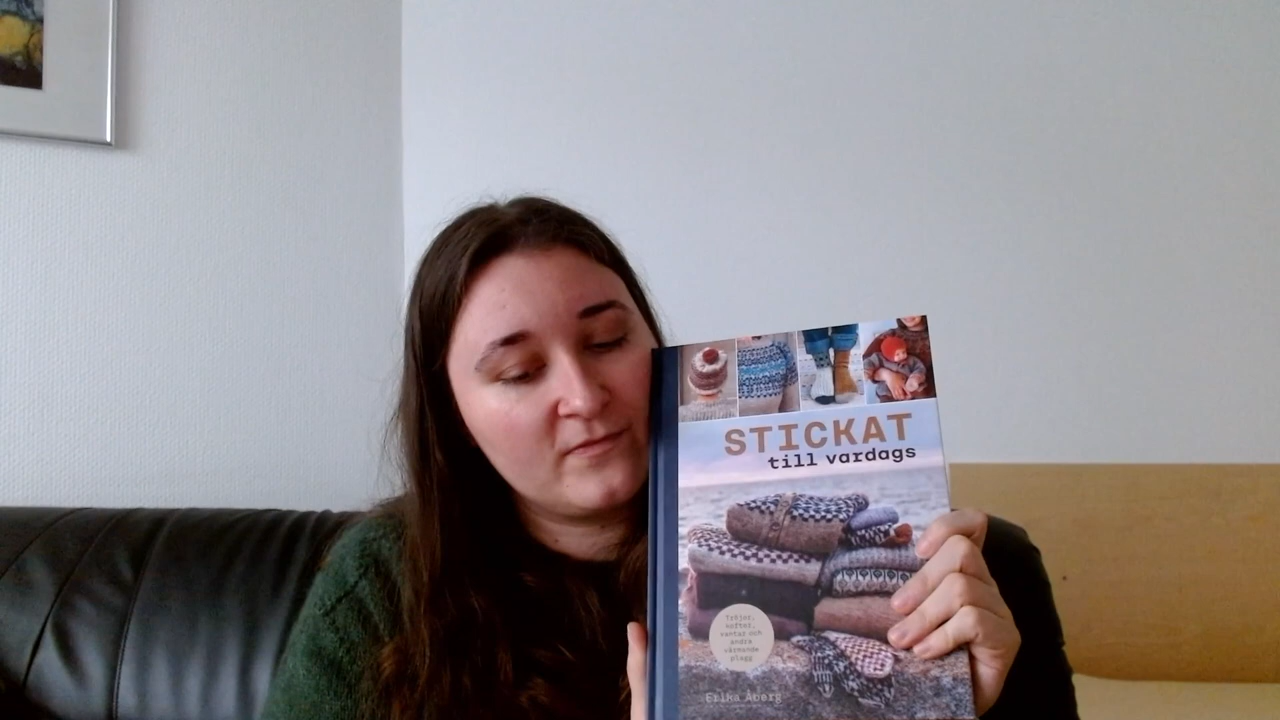 STICKAT
till vardags
Tröjor,
koftor,
vantar och
andra
värmande
plagg
Erika Åberg